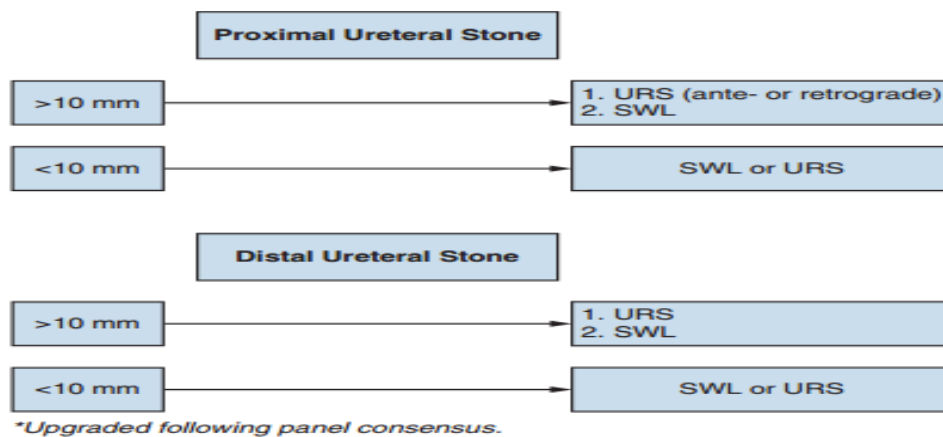 Proximal Ureteral Stone
>10 mm
1. URS (ante- or retrograde)
2. SWL
<10 mm
SWL or URS
Distal Ureteral Stone
>10 mm
1. URS
2. SWL
<10 mm
SWL or URS
*Upgraded following panel consensus.